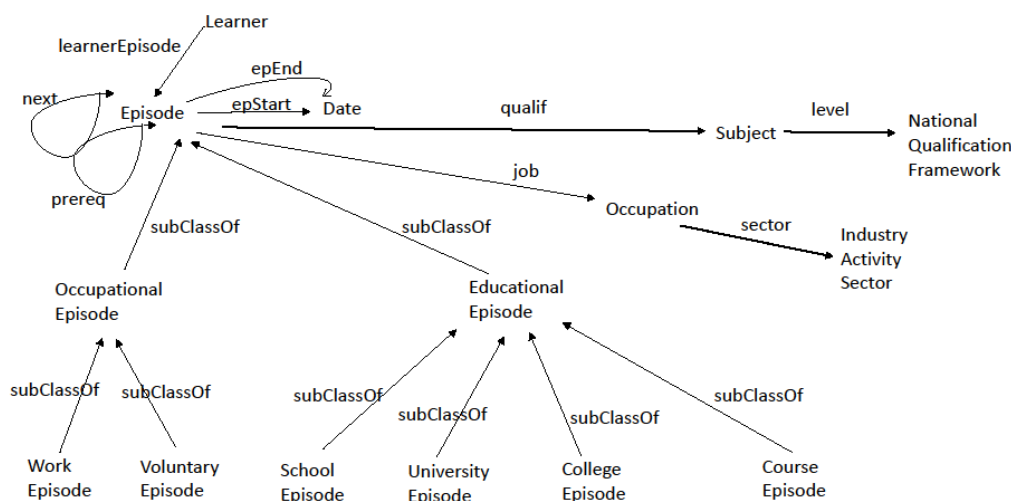 Learner
learnerEpisode
epEnd
next
Episode
epStart
Date
qualif
level
Subject
National
Qualification
Framework
prereq
job
Occupation
sector
subClassOf
subClassOf
Industry
Activity
Sector
Occupational
Episode
Educational
Episode
subClassOf
subClassOf
subClassOf
subClassOf
subClassOf
subClassOf
Work
Episode
Voluntary
Episode
School
Episode
University
Episode
College
Episode
Course
Episode